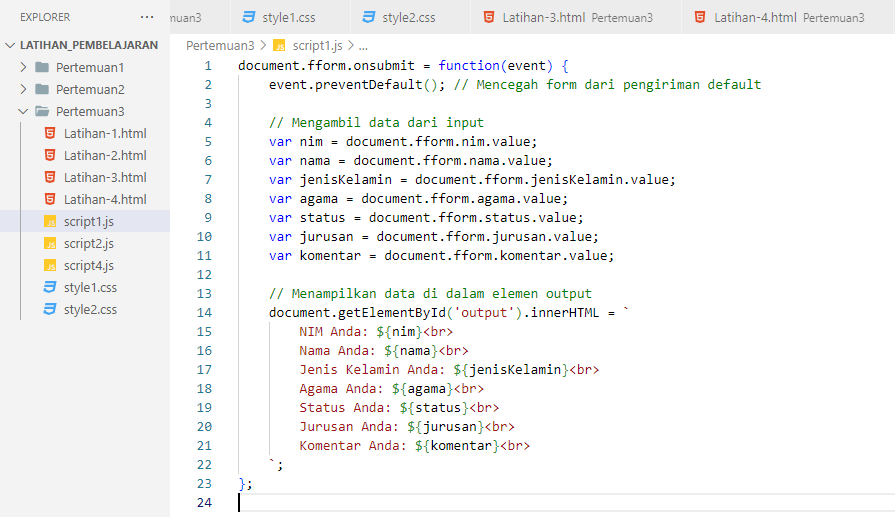 EXPLORER ...
LATIHAN_PEMBELAJARAN
Pertemuan1
Pertemuan2
Pertemuan3
Latihan-1.html
Latihan-2.html
Latihan-3.html
Latihan-4.html
script1.js
script2.js
script4.js
style1.css
style2.css
muan3 style1.css style2.css Latihan-3.html Pertemuan3 Latihan-4.html Pertemuan3
Pertemuan3 > script1.js > ...
1 document.fform.onsubmit = function(event) {
2     event.preventDefault(); // Mencegah form dari pengiriman default
3
4     // Mengambil data dari input
5     var nim = document.fform.nim.value;
6     var nama = document.fform.nama.value;
7     var jenisKelamin = document.fform.jenisKelamin.value;
8     var agama = document.fform.agama.value;
9     var status = document.fform.status.value;
10     var jurusan = document.fform.jurusan.value;
11     var komentar = document.fform.komentar.value;
12
13     // Menampilkan data di dalam elemen output
14     document.getElementById('output').innerHTML = `
15         NIM Anda: ${nim}<br>
16         Nama Anda: ${nama}<br>
17         Jenis Kelamin Anda: ${jenisKelamin}<br>
18         Agama Anda: ${agama}<br>
19         Status Anda: ${status}<br>
20         Jurusan Anda: ${jurusan}<br>
21         Komentar Anda: ${komentar}<br>
22     `;
23 };
24